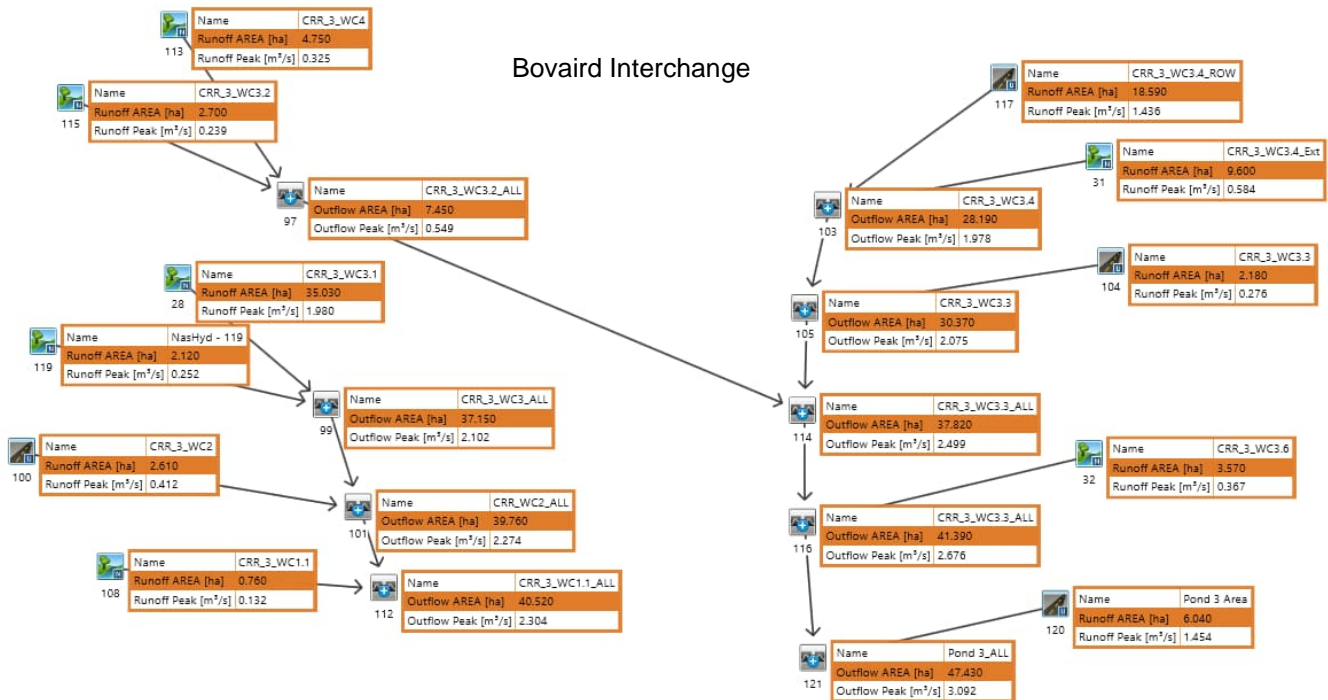 Bovaird Interchange
Name CRR_3_WC4
Runoff AREA [ha] 4.750
Runoff Peak [m³/s] 0.325
113
Name CRR_3_WC3.2
Runoff AREA [ha] 2.700
Runoff Peak [m³/s] 0.239
115
Name CRR_3_WC3.2_ALL
Outflow AREA [ha] 7.450
Outflow Peak [m³/s] 0.549
97
Name CRR_3_WC3.1
Runoff AREA [ha] 35.030
Runoff Peak [m³/s] 1.980
28
Name NasHyd - 119
Runoff AREA [ha] 2.120
Runoff Peak [m³/s] 0.252
119
Name CRR_3_WC3_ALL
Outflow AREA [ha] 37.150
Outflow Peak [m³/s] 2.102
99
Name CRR_3_WC2
Runoff AREA [ha] 2.610
Runoff Peak [m³/s] 0.412
100
Name CRR_WC2_ALL
Outflow AREA [ha] 39.760
Outflow Peak [m³/s] 2.274
101
Name CRR_3_WC1.1
Runoff AREA [ha] 0.760
Runoff Peak [m³/s] 0.132
108
Name CRR_3_WC1.1_ALL
Outflow AREA [ha] 40.520
Outflow Peak [m³/s] 2.304
112
Name CRR_3_WC3.4_ROW
Runoff AREA [ha] 18.590
Runoff Peak [m³/s] 1.436
117
Name CRR_3_WC3.4_Ext
Runoff AREA [ha] 9.600
Runoff Peak [m³/s] 0.584
31
Name CRR_3_WC3.4
Outflow AREA [ha] 28.190
Outflow Peak [m³/s] 1.978
103
Name CRR_3_WC3.3
Runoff AREA [ha] 2.180
Runoff Peak [m³/s] 0.276
104
Name CRR_3_WC3.3
Outflow AREA [ha] 30.370
Outflow Peak [m³/s] 2.075
105
Name CRR_3_WC3.3_ALL
Outflow AREA [ha] 37.820
Outflow Peak [m³/s] 2.499
114
Name CRR_3_WC3.6
Runoff AREA [ha] 3.570
Runoff Peak [m³/s] 0.367
32
Name CRR_3_WC3.3_ALL
Outflow AREA [ha] 41.390
Outflow Peak [m³/s] 2.676
116
Name Pond 3 Area
Runoff AREA [ha] 6.040
Runoff Peak [m³/s] 1.454
120
Name Pond 3_ALL
Outflow AREA [ha] 47.430
Outflow Peak [m³/s] 3.092
121